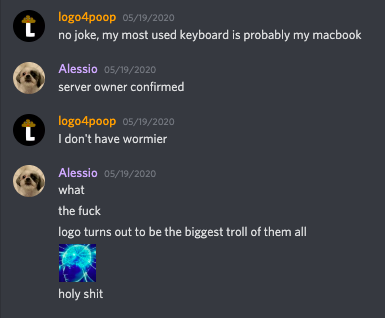 logo4poop 05/19/2020
no joke, my most used keyboard is probably my macbook
Alessio 05/19/2020
server owner confirmed
logo4poop 05/19/2020
I don't have wormier
Alessio 05/19/2020
what
the fuck
logo turns out to be the biggest troll of them all
holy shit